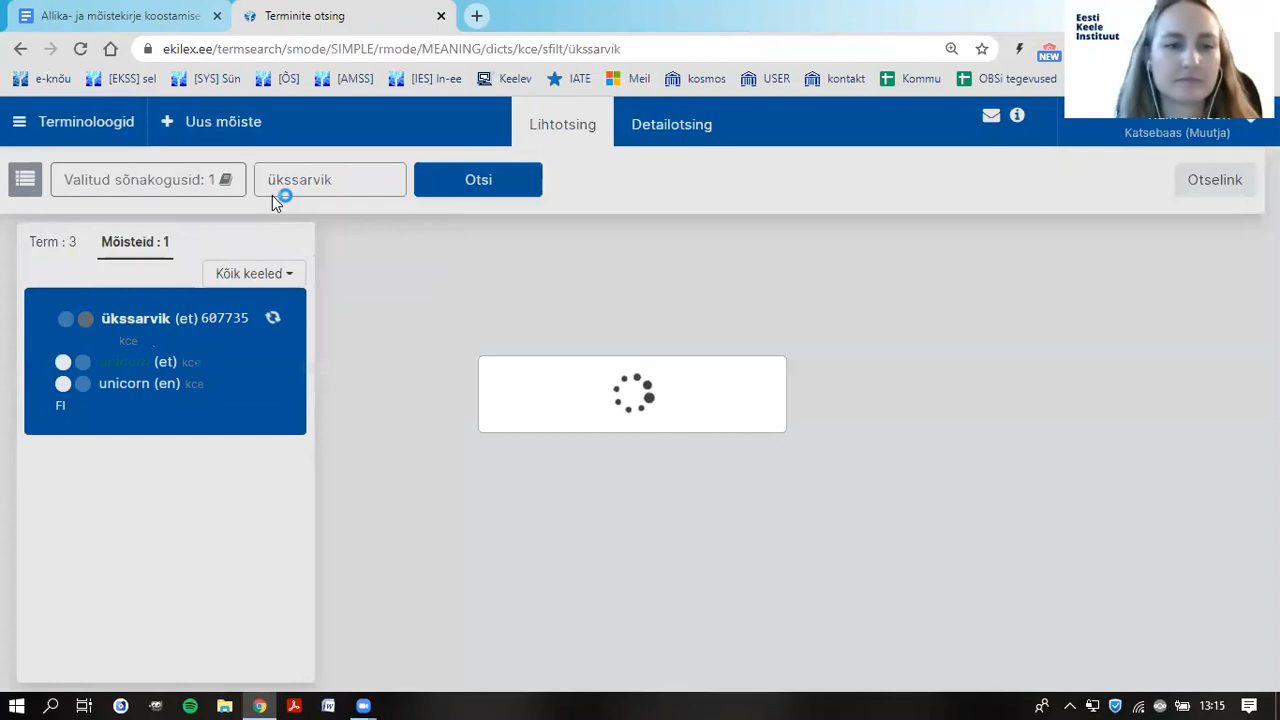 Allika- ja mõistekirje koostamise
Terminite otsing
ekilex.ee/termsearch/smode/SIMPLE/rmode/MEANING/dicts/kce/sfilt/ükssarvik
NEW
e-knõu
[EKSS] sel
[SYS] Sün
[ÕS]
[AMSS]
[IES] In-ee
Keelev
IATE
Meil
kosmos
USER
kontakt
Kommu
OBSi tegevused
Eesti
Keele
Instituut
Terminoloogid
Uus mõiste
Lihtotsing
Detailotsing
Katsebaas (Muutja)
Valitud sõnakogusid: 1
ükssarvik
Otsi
Otselink
Term : 3
Mõisteid : 1
Kõik keeled
ükssarvik (et) 607735
kce
(et) kce
unicorn (en) kce
FI
13:15